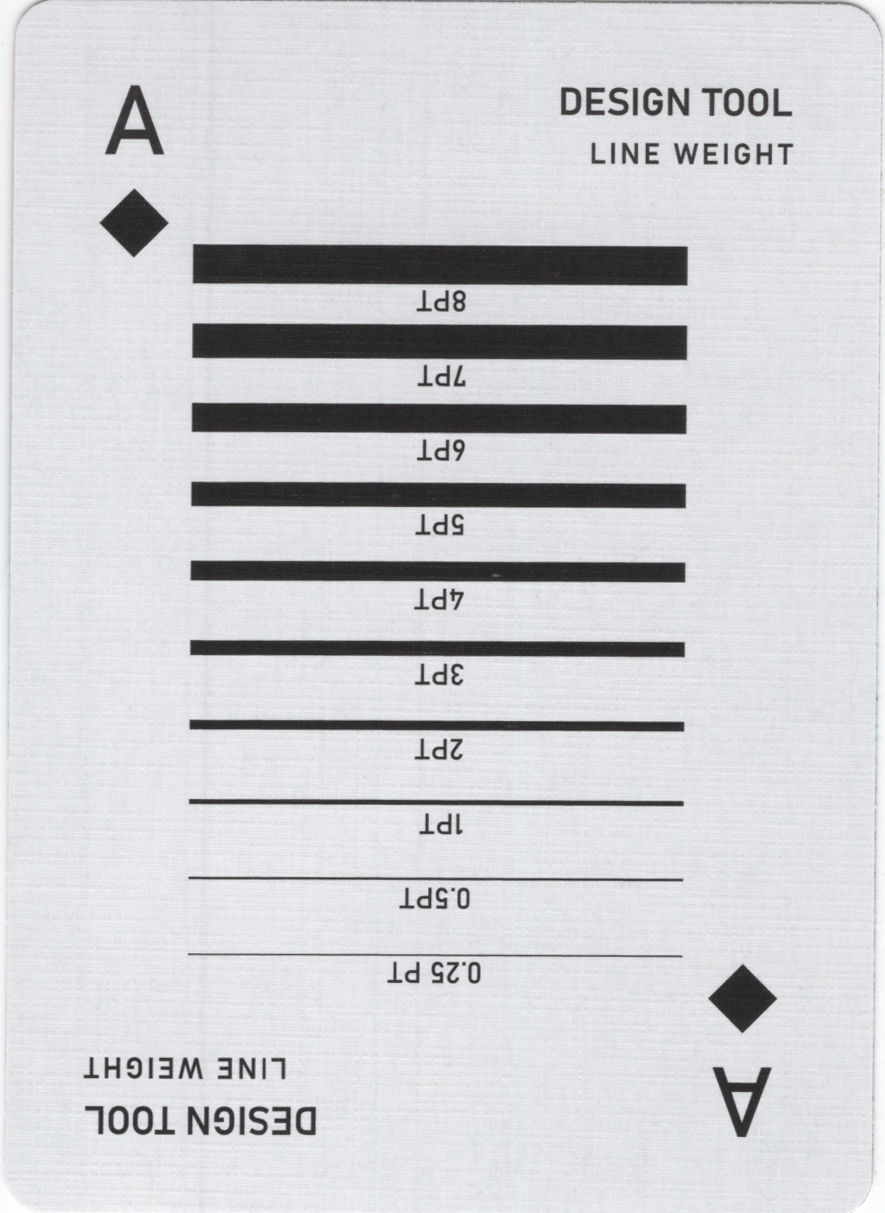 A
DESIGN TOOL
LINE WEIGHT
8PT
7PT
6PT
5PT
4PT
3PT
2PT
1PT
0.5PT
0.25 PT
LINE WEIGHT
DESIGN TOOL
A